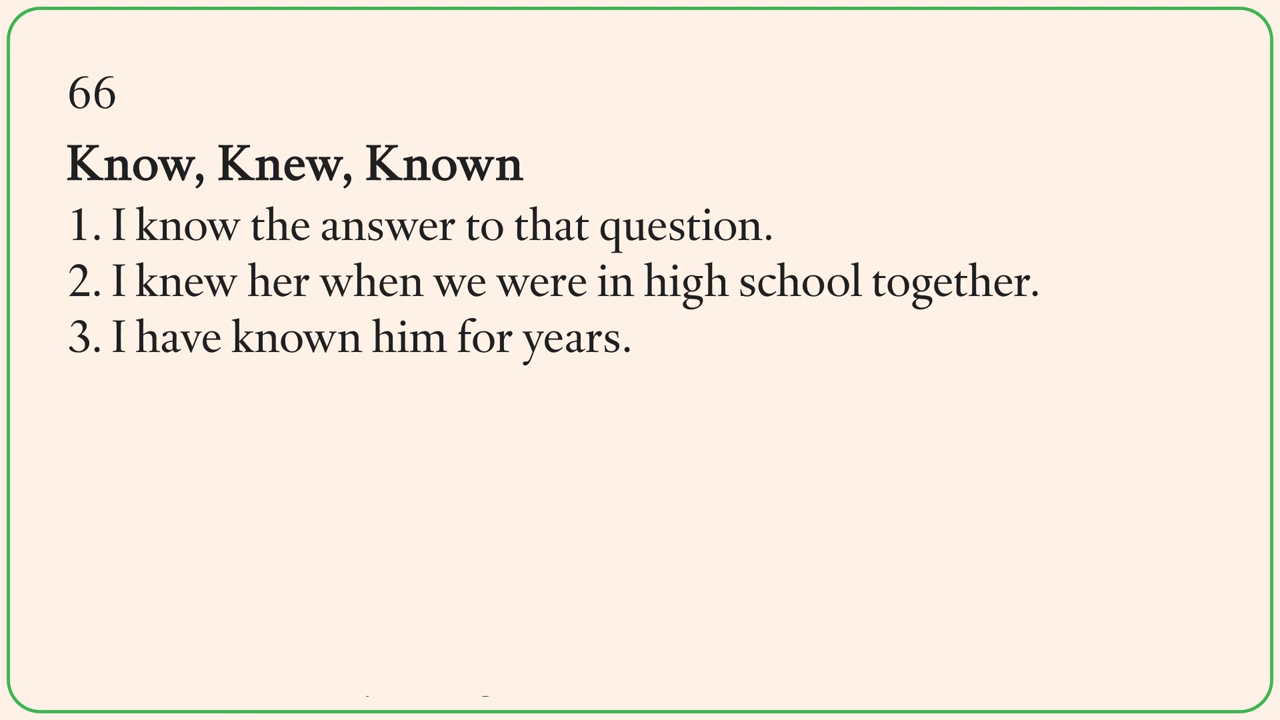 66
Know, Knew, Known
1. I know the answer to that question.
2. I knew her when we were in high school together.
3. I have known him for years.